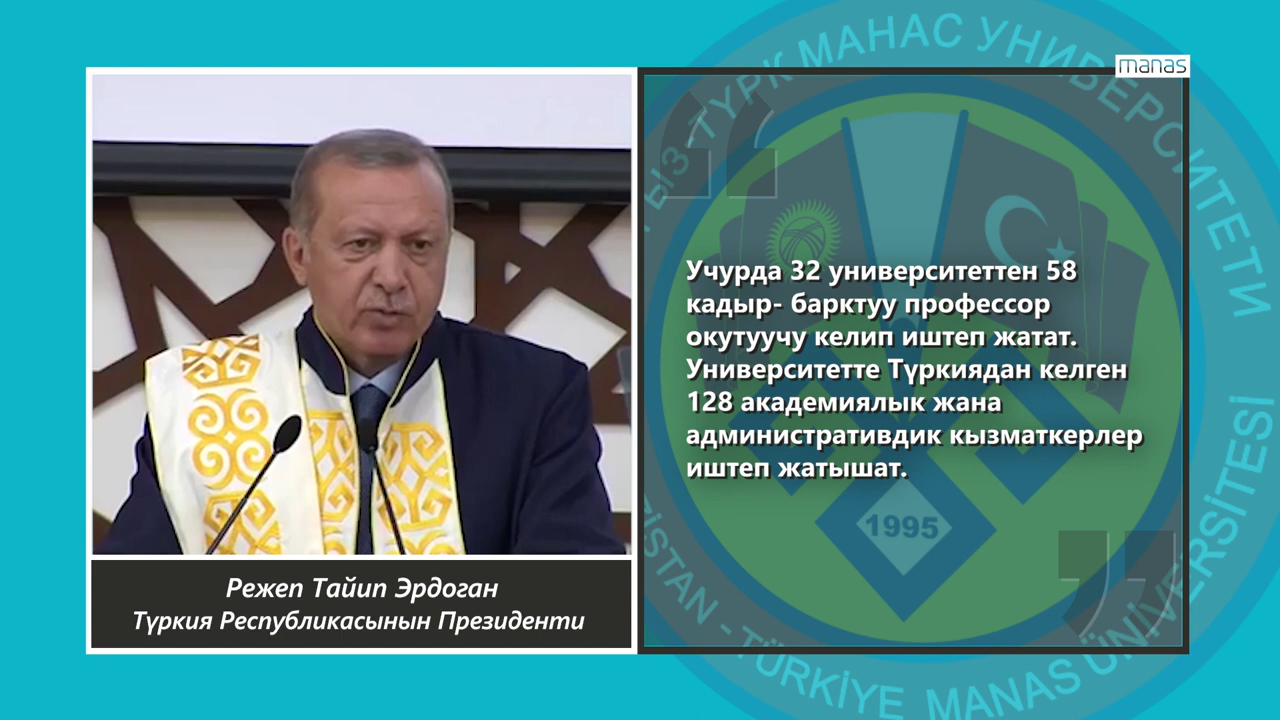 manas
Учурда 32 университеттен 58
кадыр- барктуу профессор
окутуучу келип иштеп жатат.
Университетте Түркиядан келген
128 академиялык жана
административдик кызматкерлер
иштеп жатышат.
Режеп Тайип Эрдоган
Түркия Республикасынын Президенти
ТҮРК МАНАС УНИВЕРСИТЕТИ
TÜRKİYE MANAS ÜNİVERSİTESİ
1995